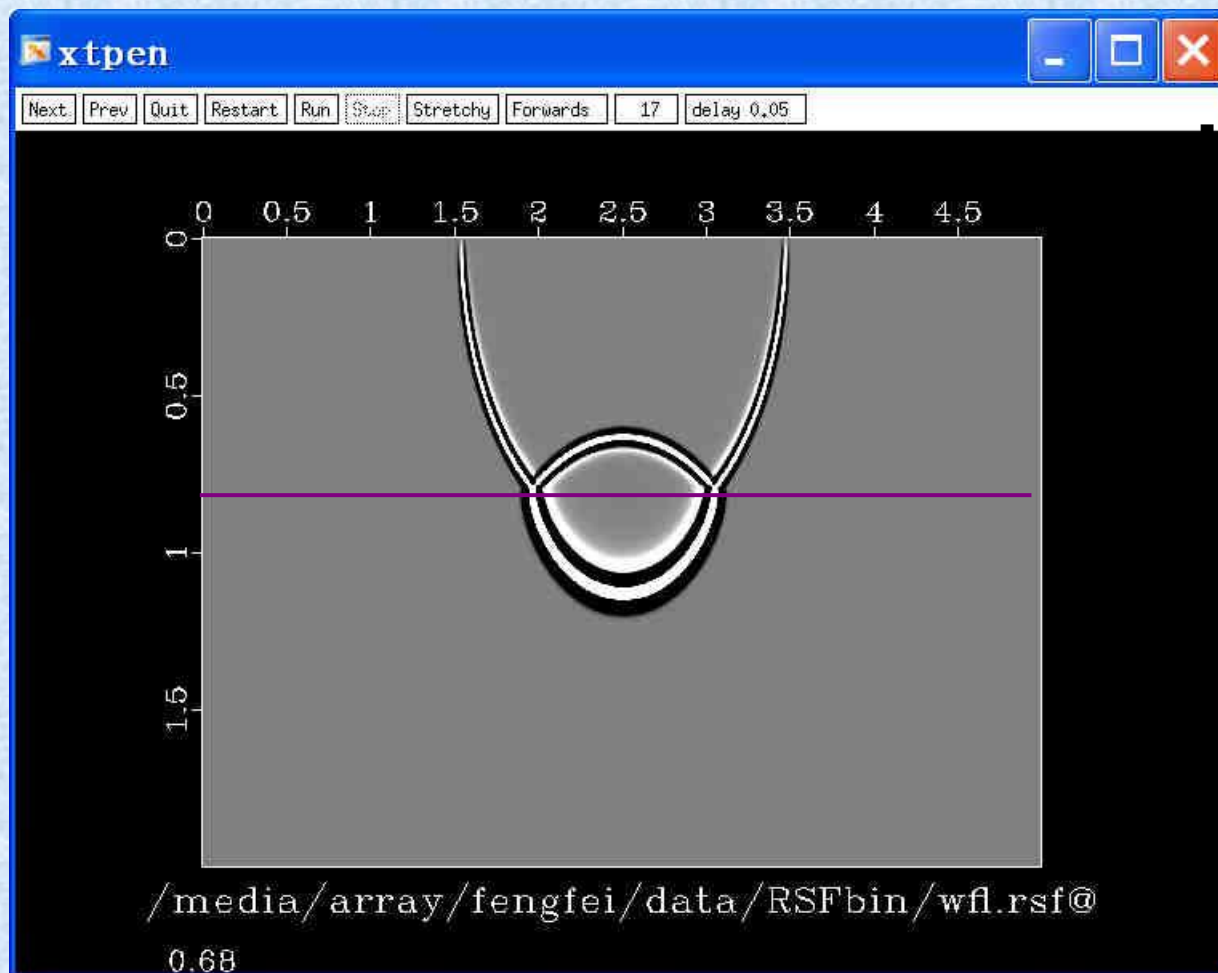 xtpen
Next Prev Quit Restart Run Stop Stretchy Forwards 17 delay 0.05
0 0.5 1 1.5 2 2.5 3 3.5 4 4.5
0
0.5
1
1.5
/media/array/fengfei/data/RSFbin/wfl.rsf@
0.68